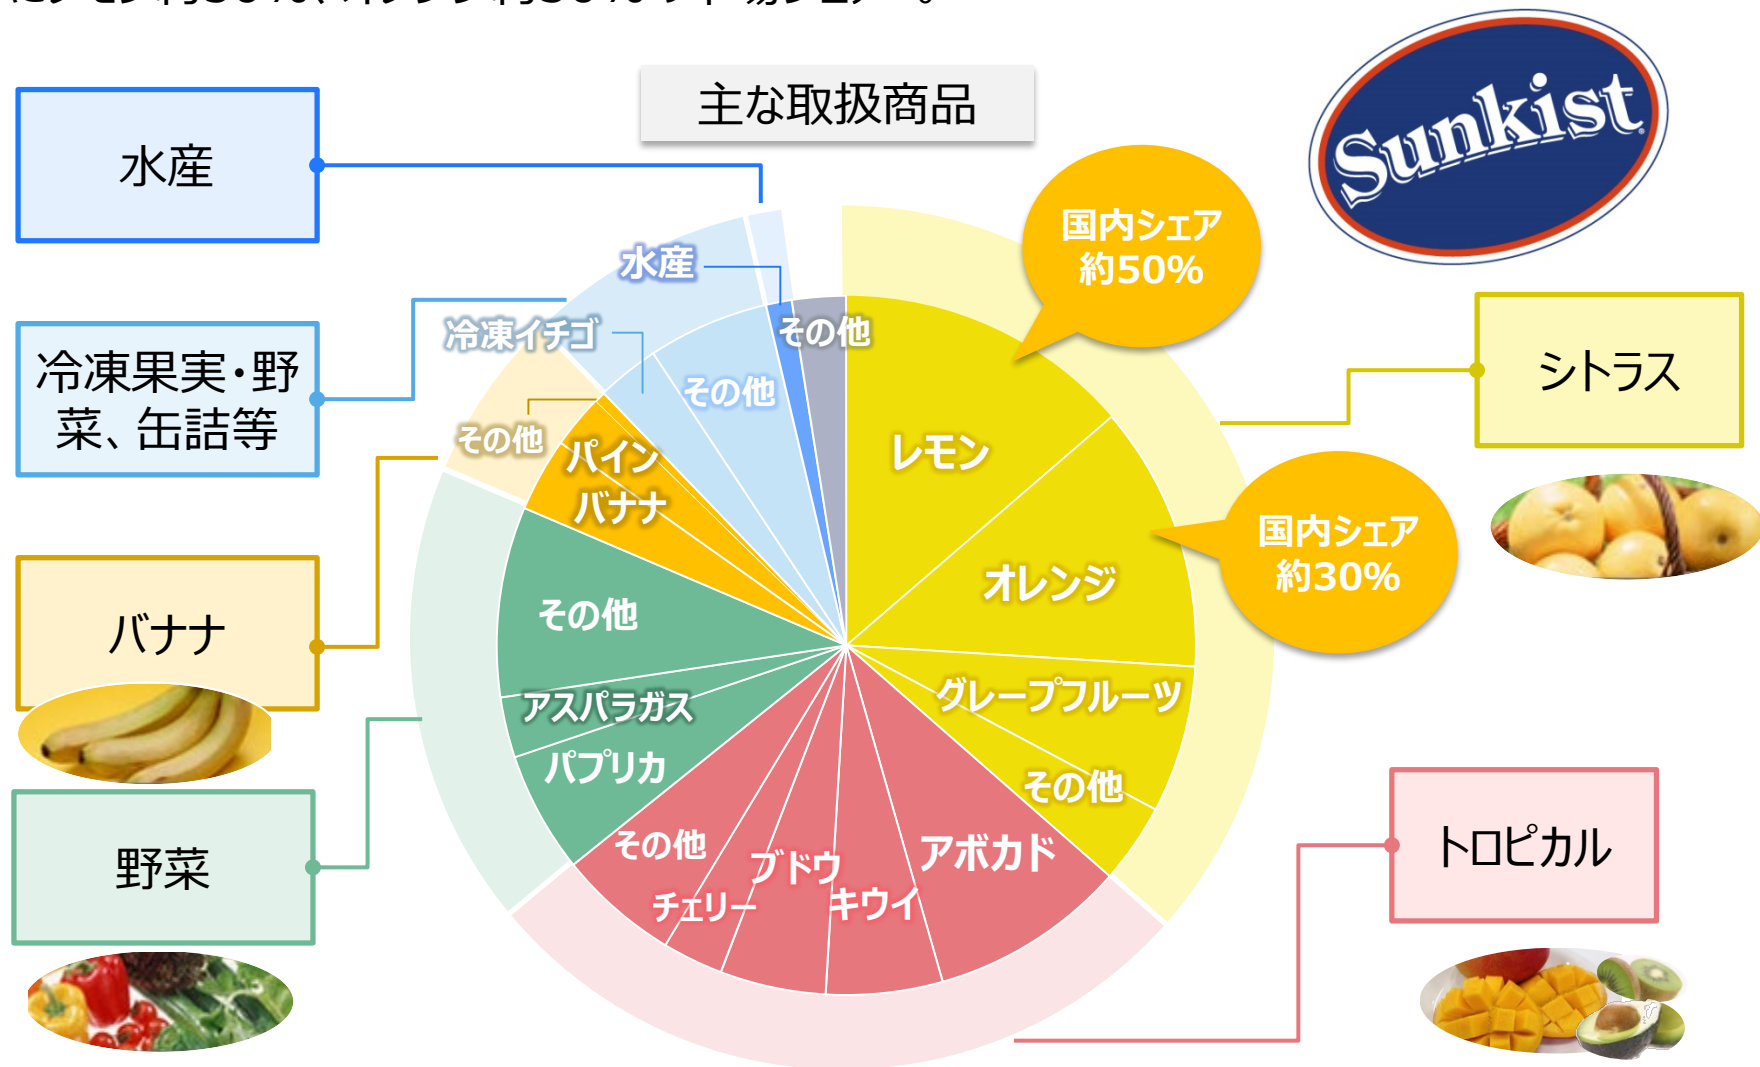 主な取扱商品
Sunkist
水産
冷凍果実・野
菜、缶詰等
バナナ
野菜
シトラス
トロピカル
国内シェア
約50%
国内シェア
約30%
水産
冷凍イチゴ
その他
その他
その他
パイン
バナナ
その他
アスパラガス
パプリカ
レモン
オレンジ
グレープフルーツ
その他
アボカド
キウイ
ブドウ
チェリー
その他